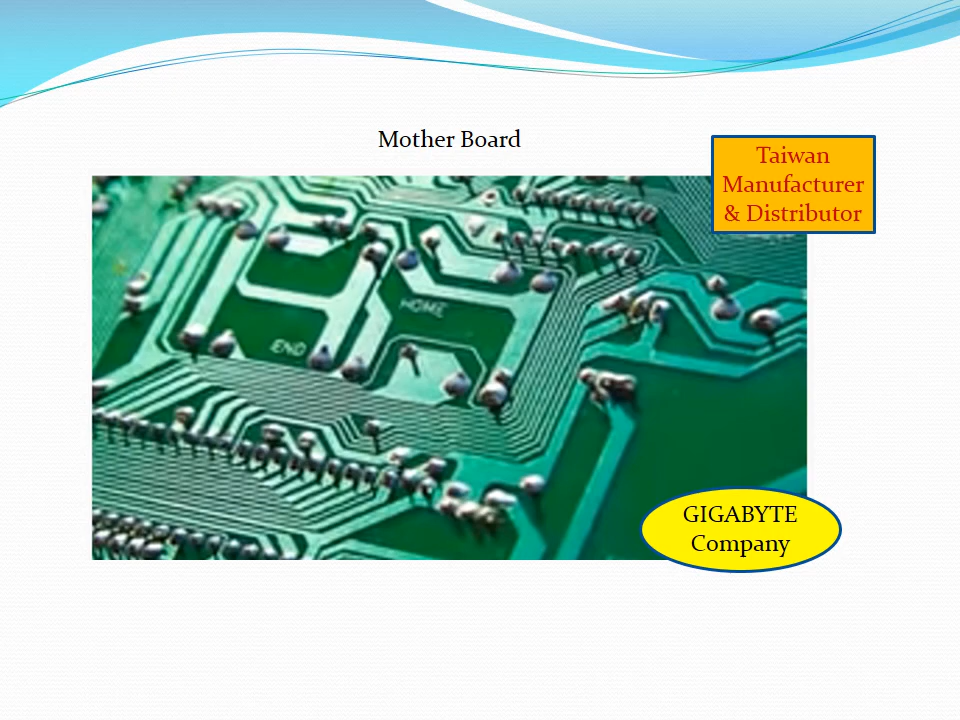 Mother Board
Taiwan
Manufacturer
& Distributor
HOME
END
GIGABYTE
Company